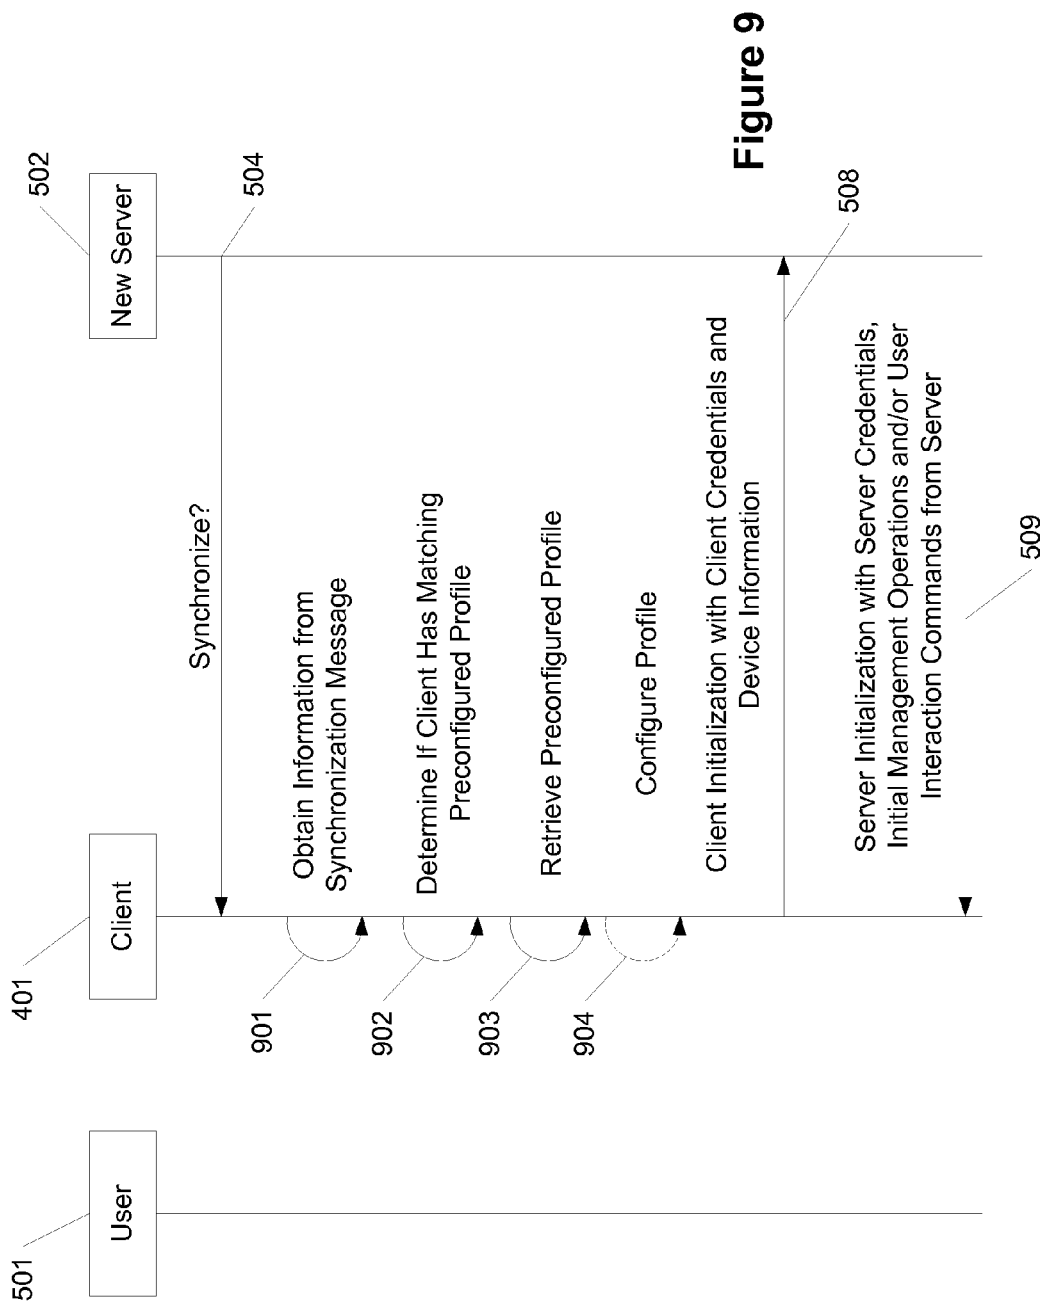 501
401
502
User
Client
New Server
Synchronize?
504
901
Obtain Information from
Synchronization Message
902
Determine If Client Has Matching
Preconfigured Profile
903
Retrieve Preconfigured Profile
904
Configure Profile
Client Initialization with Client Credentials and
Device Information
508
Server Initialization with Server Credentials,
Initial Management Operations and/or User
Interaction Commands from Server
509
Figure 9